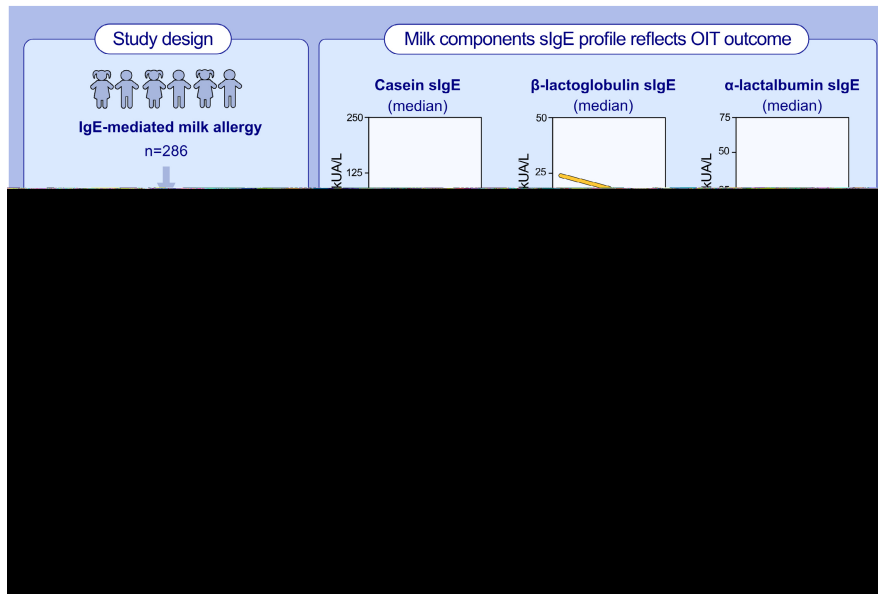 Study design
IgE-mediated milk allergy
n=286
Milk components sIgE profile reflects OIT outcome
Casein sIgE
(median)
250
125
kUA/L
β-lactoglobulin sIgE
(median)
50
25
kUA/L
α-lactalbumin sIgE
(median)
75
50
kUA/L